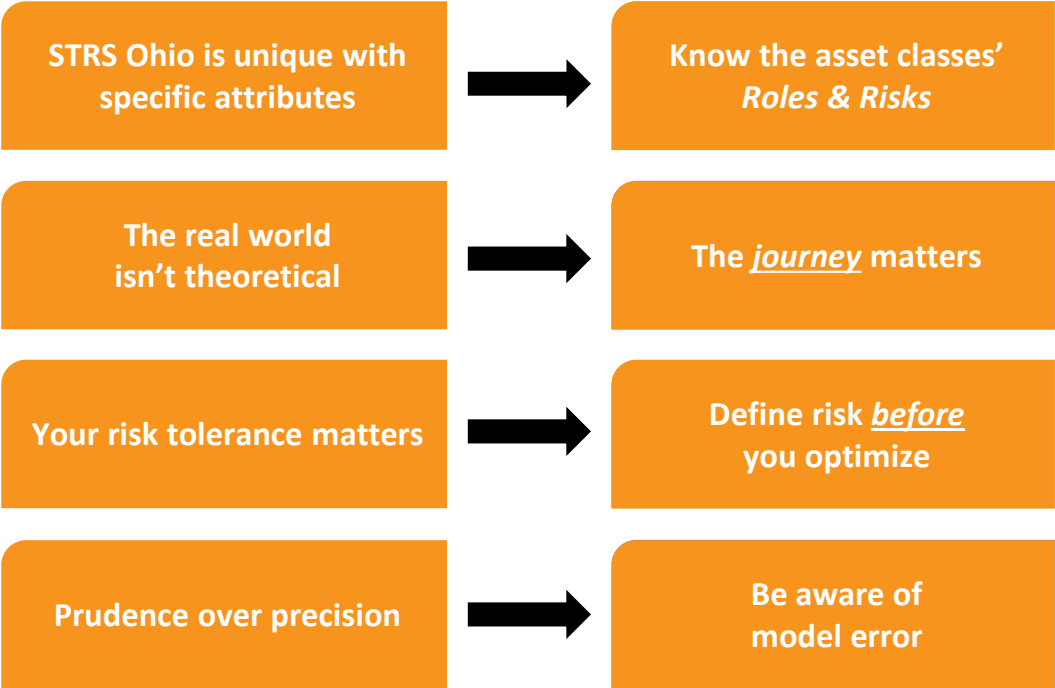 STRS Ohio is unique with
specific attributes
Know the asset classes’
Roles & Risks
The real world
isn’t theoretical
The journey matters
Your risk tolerance matters
Define risk before
you optimize
Prudence over precision
Be aware of
model error